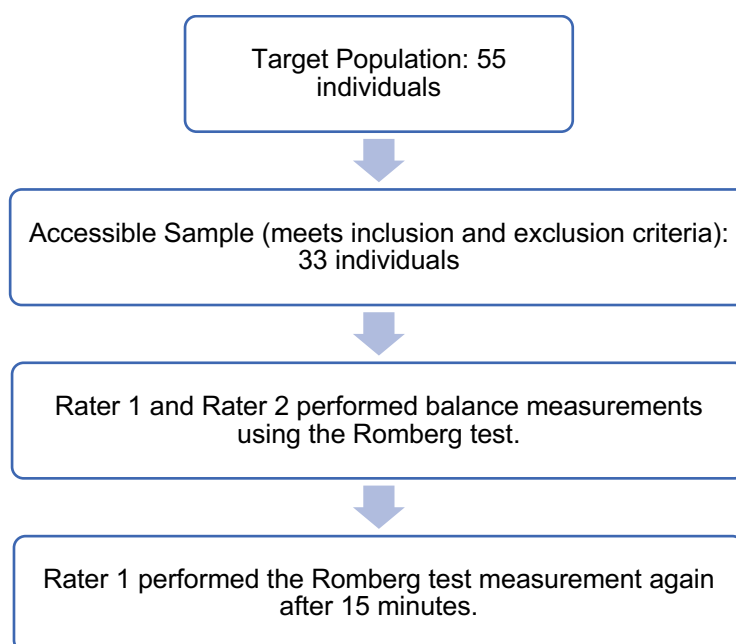 Target Population: 55
individuals
Accessible Sample (meets inclusion and exclusion criteria):
33 individuals
Rater 1 and Rater 2 performed balance measurements
using the Romberg test.
Rater 1 performed the Romberg test measurement again
after 15 minutes.